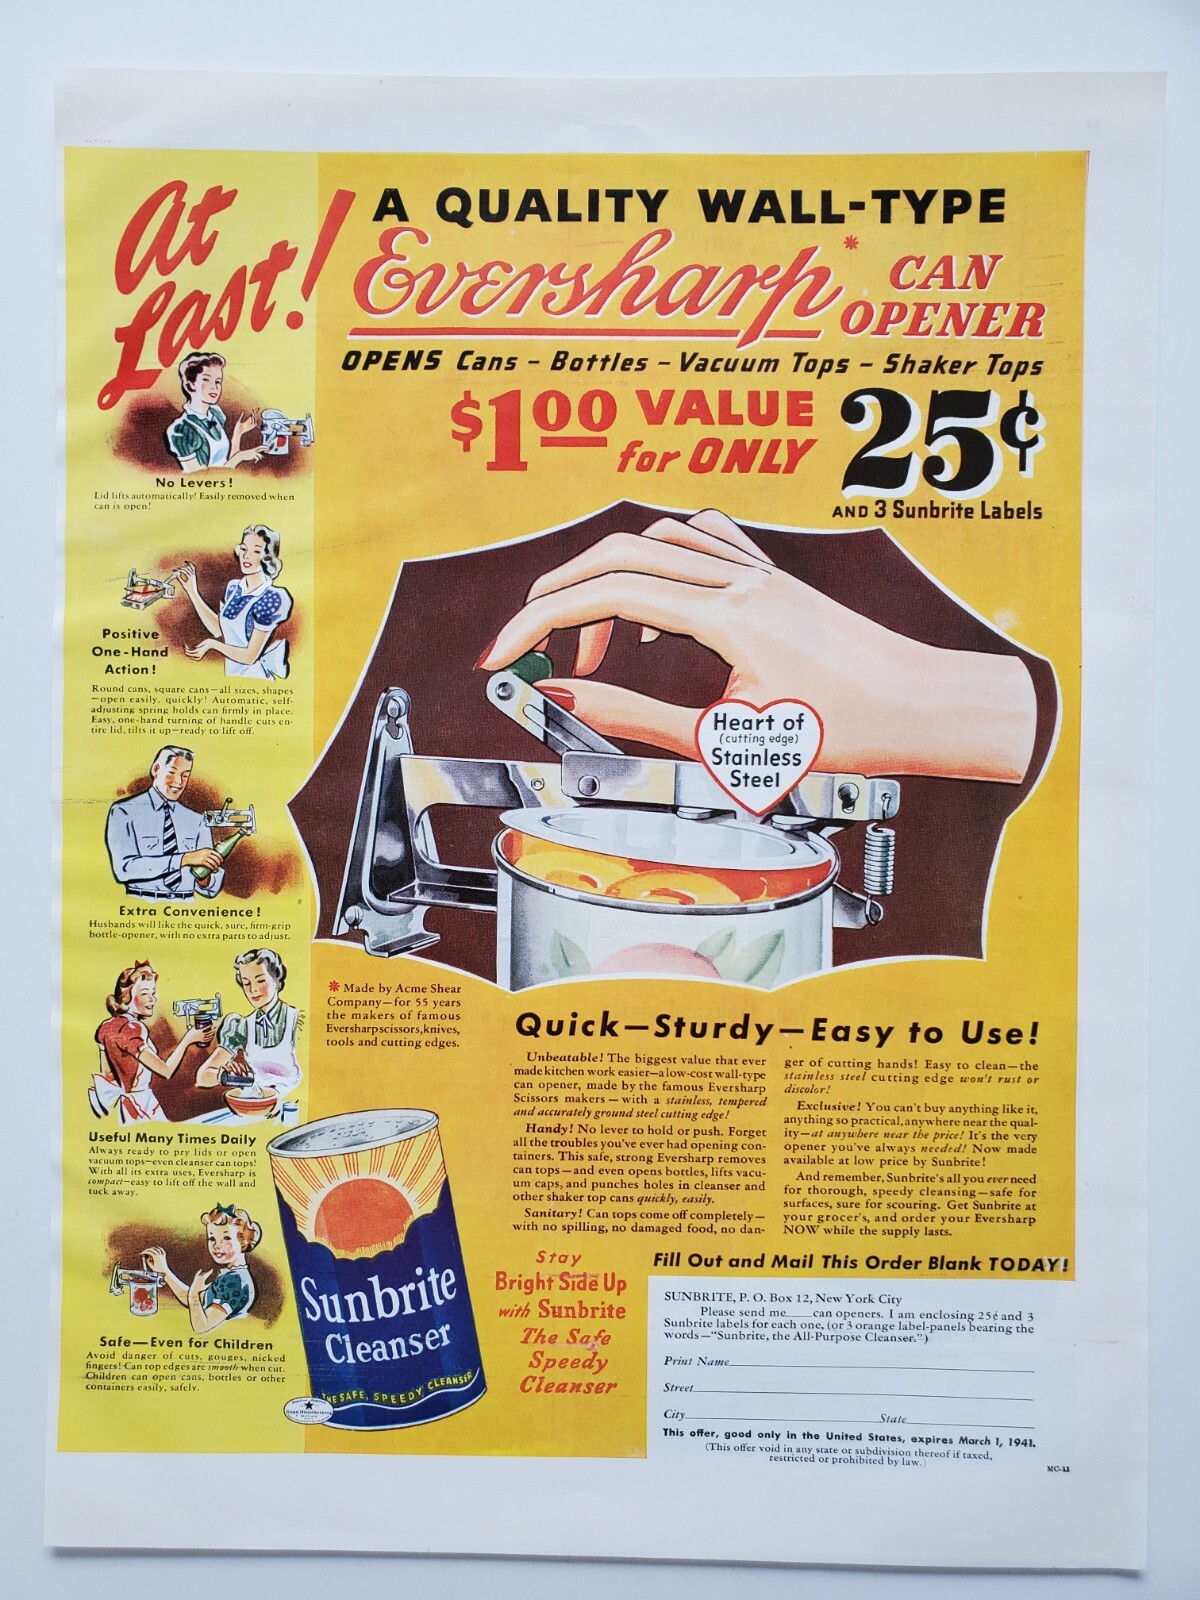 At
Last!
A QUALITY WALL-TYPE
Eversharp*
CAN
OPENER
OPENS Cans – Bottles – Vacuum Tops – Shaker Tops
$1.00 VALUE
for ONLY
25¢
AND 3 Sunbrite Labels
No Levers!
Lid lifts automatically! Easily removed when
can is open!
Positive
One-Hand
Action!
Round cans, square cans—all sizes, shapes
—open easily, quickly! Automatic, self-
adjusting spring holds can firmly in place.
Easy, one-hand turning of handle cuts en-
tire lid, tilts it up—ready to lift off.
Extra Convenience!
Husbands will like the quick, sure, firm-grip
bottle-opener, with no extra parts to adjust.
Useful Many Times Daily
Always ready to pry lids or open
vacuum tops—even cleanser can tops!
With all its extra uses, Eversharp is
compact—easy to lift off the wall and
tuck away.
Safe—Even for Children
Avoid danger of cuts, gouges, nicked
fingers! Can top edges are smooth when cut.
Children can open cans, bottles or other
containers easily, safely.
Heart of
(cutting edge)
Stainless
Steel
* Made by Acme Shear
Company—for 55 years
the makers of famous
Eversharp scissors, knives,
tools and cutting edges.
Quick—Sturdy—Easy to Use!
Unbeatable! The biggest value that ever
made kitchen work easier—a low-cost wall-type
can opener, made by the famous Eversharp
Scissors makers—with a stainless, tempered
and accurately ground steel cutting edge!
Handy! No lever to hold or push. Forget
all the troubles you've ever had opening con-
tainers. This safe, strong Eversharp removes
can tops—and even opens bottles, lifts vacu-
um caps, and punches holes in cleanser and
other shaker top cans quickly, easily.
Sanitary! Can tops come off completely—
with no spilling, no damaged food, no dan-
ger of cutting hands! Easy to clean—the
stainless steel cutting edge won't rust or
discolor!
Exclusive! You can't buy anything like it,
anything so practical, anywhere near the qual-
ity—at anywhere near the price! It's the very
opener you've always needed! Now made
available at low price by Sunbrite!
And remember, Sunbrite's all you ever need
for thorough, speedy cleansing—safe for
surfaces, sure for scouring. Get Sunbrite at
your grocer's, and order your Eversharp
NOW while the supply lasts.
Sunbrite
Cleanser
THE SAFE, SPEEDY CLEANSER
Good Housekeeping
Stay
Bright Side Up
with Sunbrite
The Safe
Speedy
Cleanser
Fill Out and Mail This Order Blank TODAY!
SUNBRITE, P. O. Box 12, New York City
Please send me____can openers. I am enclosing 25¢ and 3
Sunbrite labels for each one, (or 3 orange label-panels bearing the
words—"Sunbrite, the All-Purpose Cleanser.")
Print Name
Street
City State
This offer, good only in the United States, expires March 1, 1941.
(This offer void in any state or subdivision thereof if taxed,
restricted or prohibited by law.)
MC-11